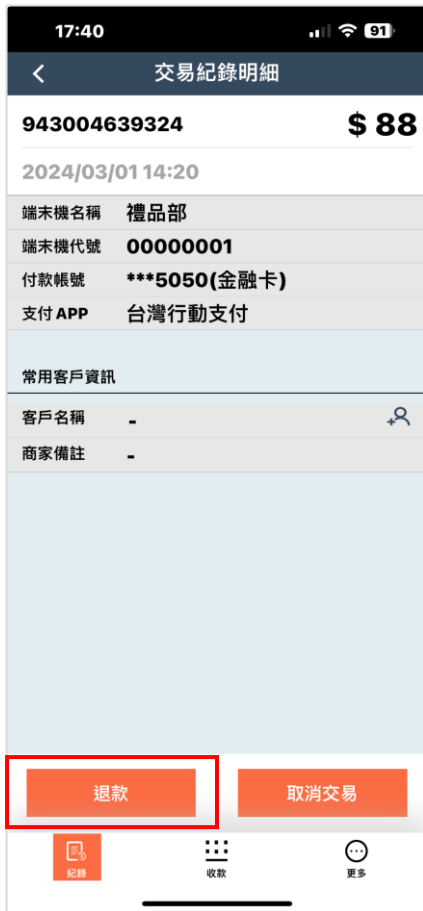 17:40 91
交易紀錄明細
943004639324 $ 88
2024/03/01 14:20
端末機名稱 禮品部
端末機代號 00000001
付款帳號 ***5050(金融卡)
支付 APP 台灣行動支付
常用客戶資訊
客戶名稱 -
商家備註 -
退款 取消交易
紀錄 收款 更多